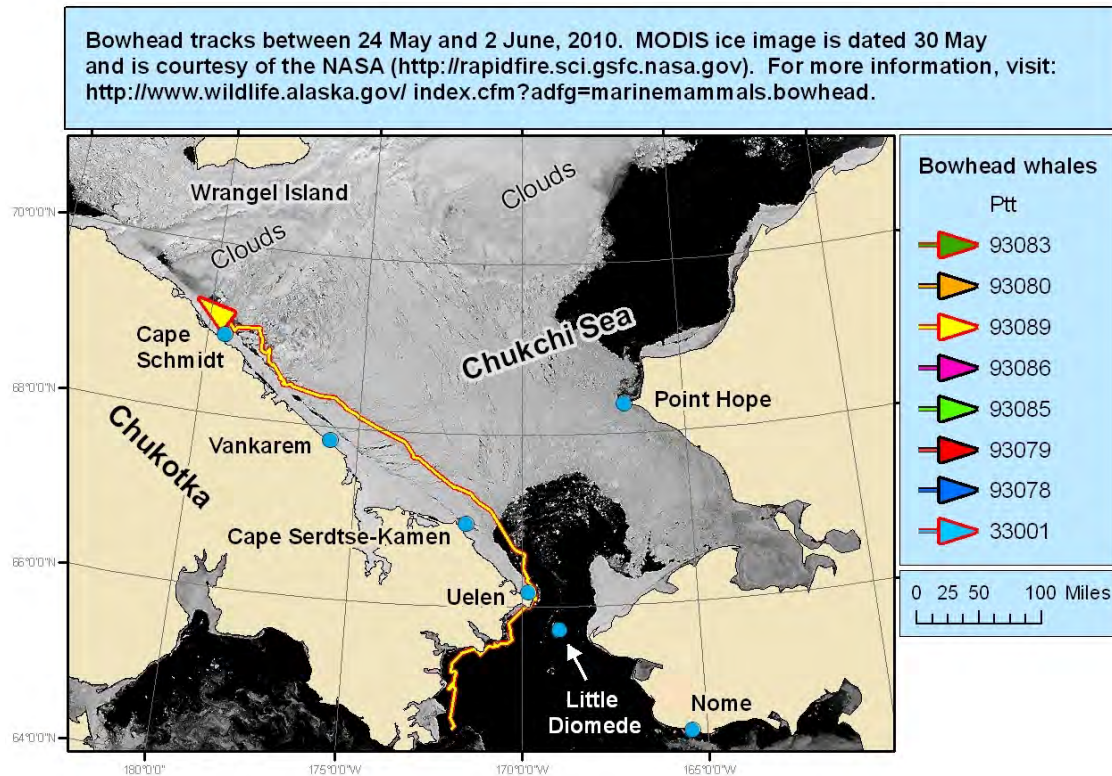 Bowhead tracks between 24 May and 2 June, 2010.  MODIS ice image is dated 30 May
and is courtesy of the NASA (http://rapidfire.sci.gsfc.nasa.gov).  For more information, visit:
http://www.wildlife.alaska.gov/ index.cfm?adfg=marinemammals.bowhead.
Wrangel Island
Clouds
Clouds
70°0'0"N
Cape
Schmidt
Chukchi Sea
68°0'0"N
Point Hope
Chukotka
Vankarem
Cape Serdtse-Kamen
66°0'0"N
Uelen
Little
Diomede
Nome
64°0'0"N
180°0'0"
175°0'0"W
170°0'0"W
165°0'0"W
Bowhead whales
Ptt
93083
93080
93089
93086
93085
93079
93078
33001
0 25 50 100 Miles